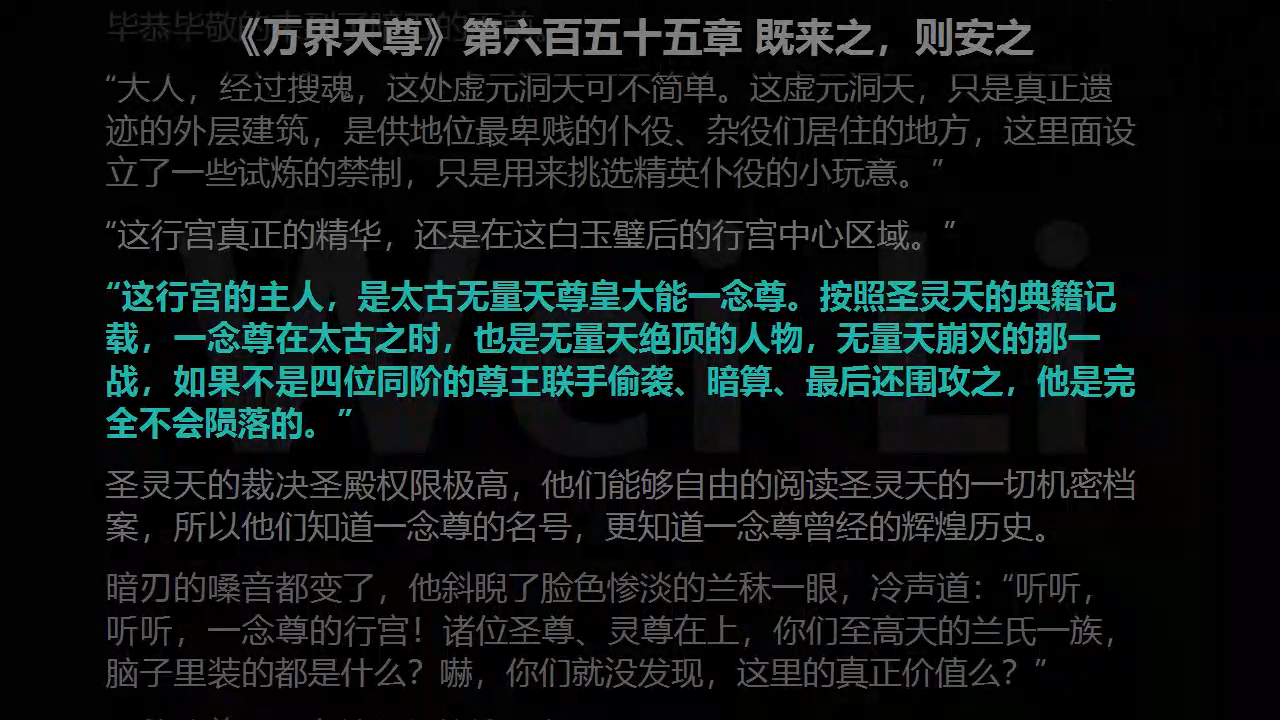 毕恭毕敬的
《万界天尊》第六百五十五章 既来之，则安之
“大人，经过搜魂，这处虚元洞天可不简单。这虚元洞天，只是真正遗
迹的外层建筑，是供地位最卑贱的仆役、杂役们居住的地方，这里面设
立了一些试炼的禁制，只是用来挑选精英仆役的小玩意。”
“这行宫真正的精华，还是在这白玉璧后的行宫中心区域。”
“这行宫的主人，是太古无量天尊皇大能一念尊。按照圣灵天的典籍记
载，一念尊在太古之时，也是无量天绝顶的人物，无量天崩灭的那一
战，如果不是四位同阶的尊王联手偷袭、暗算、最后还围攻之，他是完
全不会陨落的。”
圣灵天的裁决圣殿权限极高，他们能够自由的阅读圣灵天的一切机密档
案，所以他们知道一念尊的名号，更知道一念尊曾经的辉煌历史。
暗刃的嗓音都变了，他斜睨了脸色惨淡的兰秣一眼，冷声道：“听听，
听听，一念尊的行宫！诸位圣尊、灵尊在上，你们至高天的兰氏一族，
脑子里装的都是什么？嚇，你们就没发现，这里的真正价值么？”
Wei Li